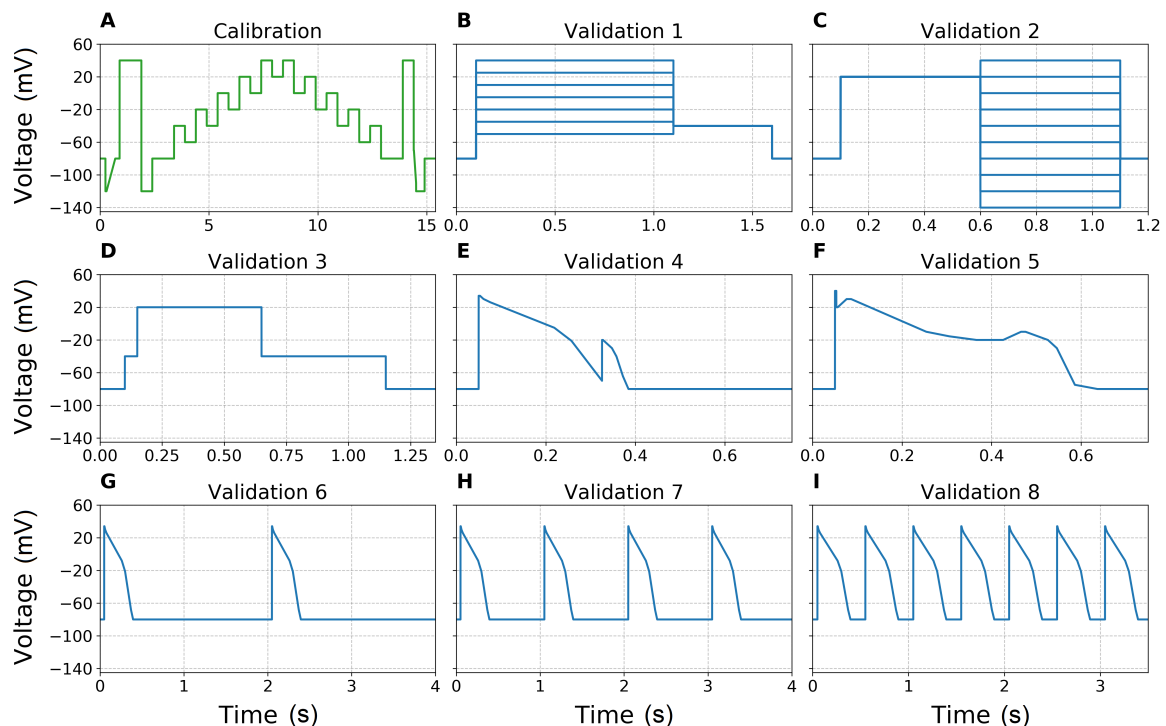 A
Calibration
B
Validation 1
C
Validation 2
Voltage (mV)
60
20
−20
−60
−100
−140
0 5 10 15
0.0 0.5 1.0 1.5
0.0 0.2 0.4 0.6 0.8 1.0 1.2
D
Validation 3
E
Validation 4
F
Validation 5
Voltage (mV)
60
20
−20
−60
−100
−140
0.00 0.25 0.50 0.75 1.00 1.25
0.0 0.2 0.4 0.6
0.0 0.2 0.4 0.6
G
Validation 6
H
Validation 7
I
Validation 8
Voltage (mV)
60
20
−20
−60
−100
−140
0 1 2 3 4
0 1 2 3 4
0 1 2 3
Time (s)
Time (s)
Time (s)